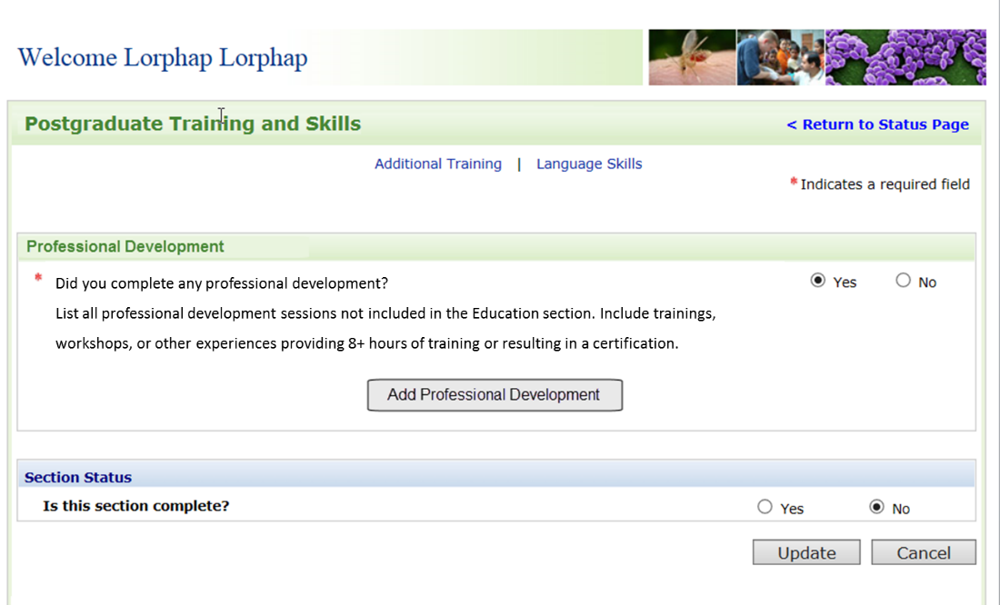 Welcome Lorphap Lorphap
Postgraduate Training and Skills
< Return to Status Page
Additional Training | Language Skills
* Indicates a required field
Professional Development
* Did you complete any professional development? Yes No
List all professional development sessions not included in the Education section. Include trainings,
workshops, or other experiences providing 8+ hours of training or resulting in a certification.
Add Professional Development
Section Status
Is this section complete? Yes No
Update Cancel